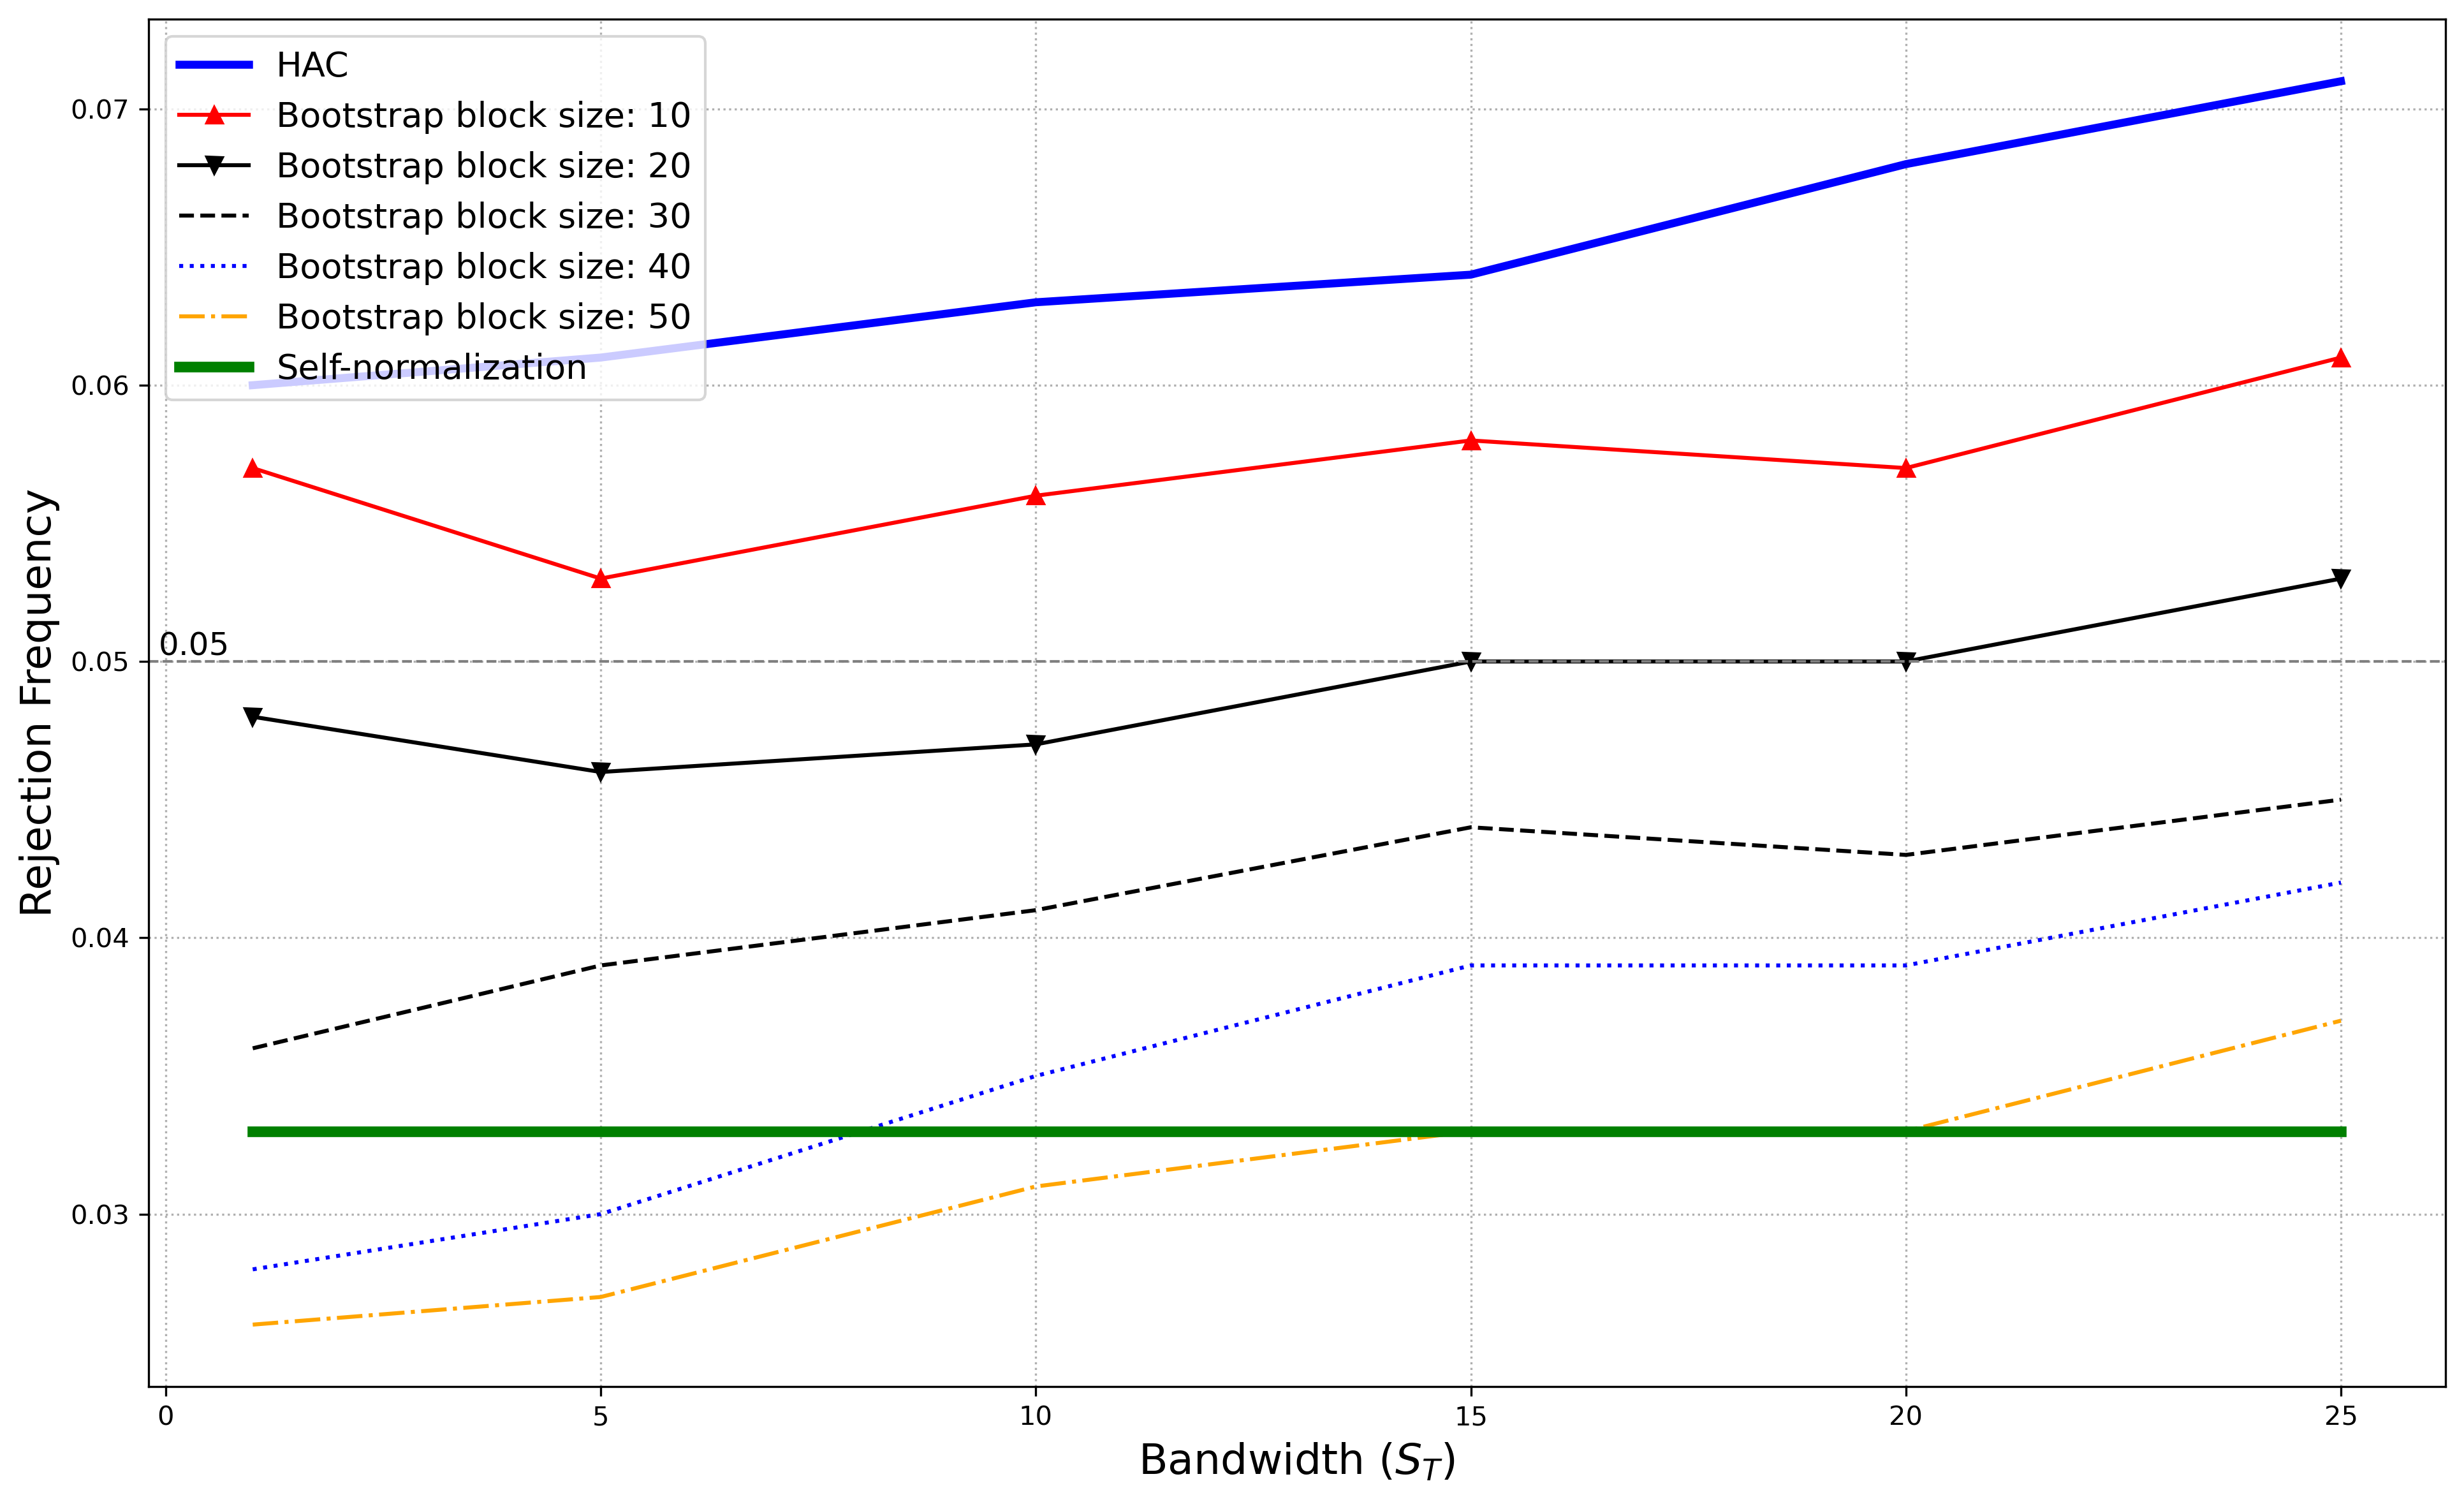 HAC
Bootstrap block size: 10
Bootstrap block size: 20
Bootstrap block size: 30
Bootstrap block size: 40
Bootstrap block size: 50
Self-normalization
0.07
0.06
0.05
0.05
0.04
0.03
Rejection Frequency
0 5 10 15 20 25
Bandwidth (S_T)